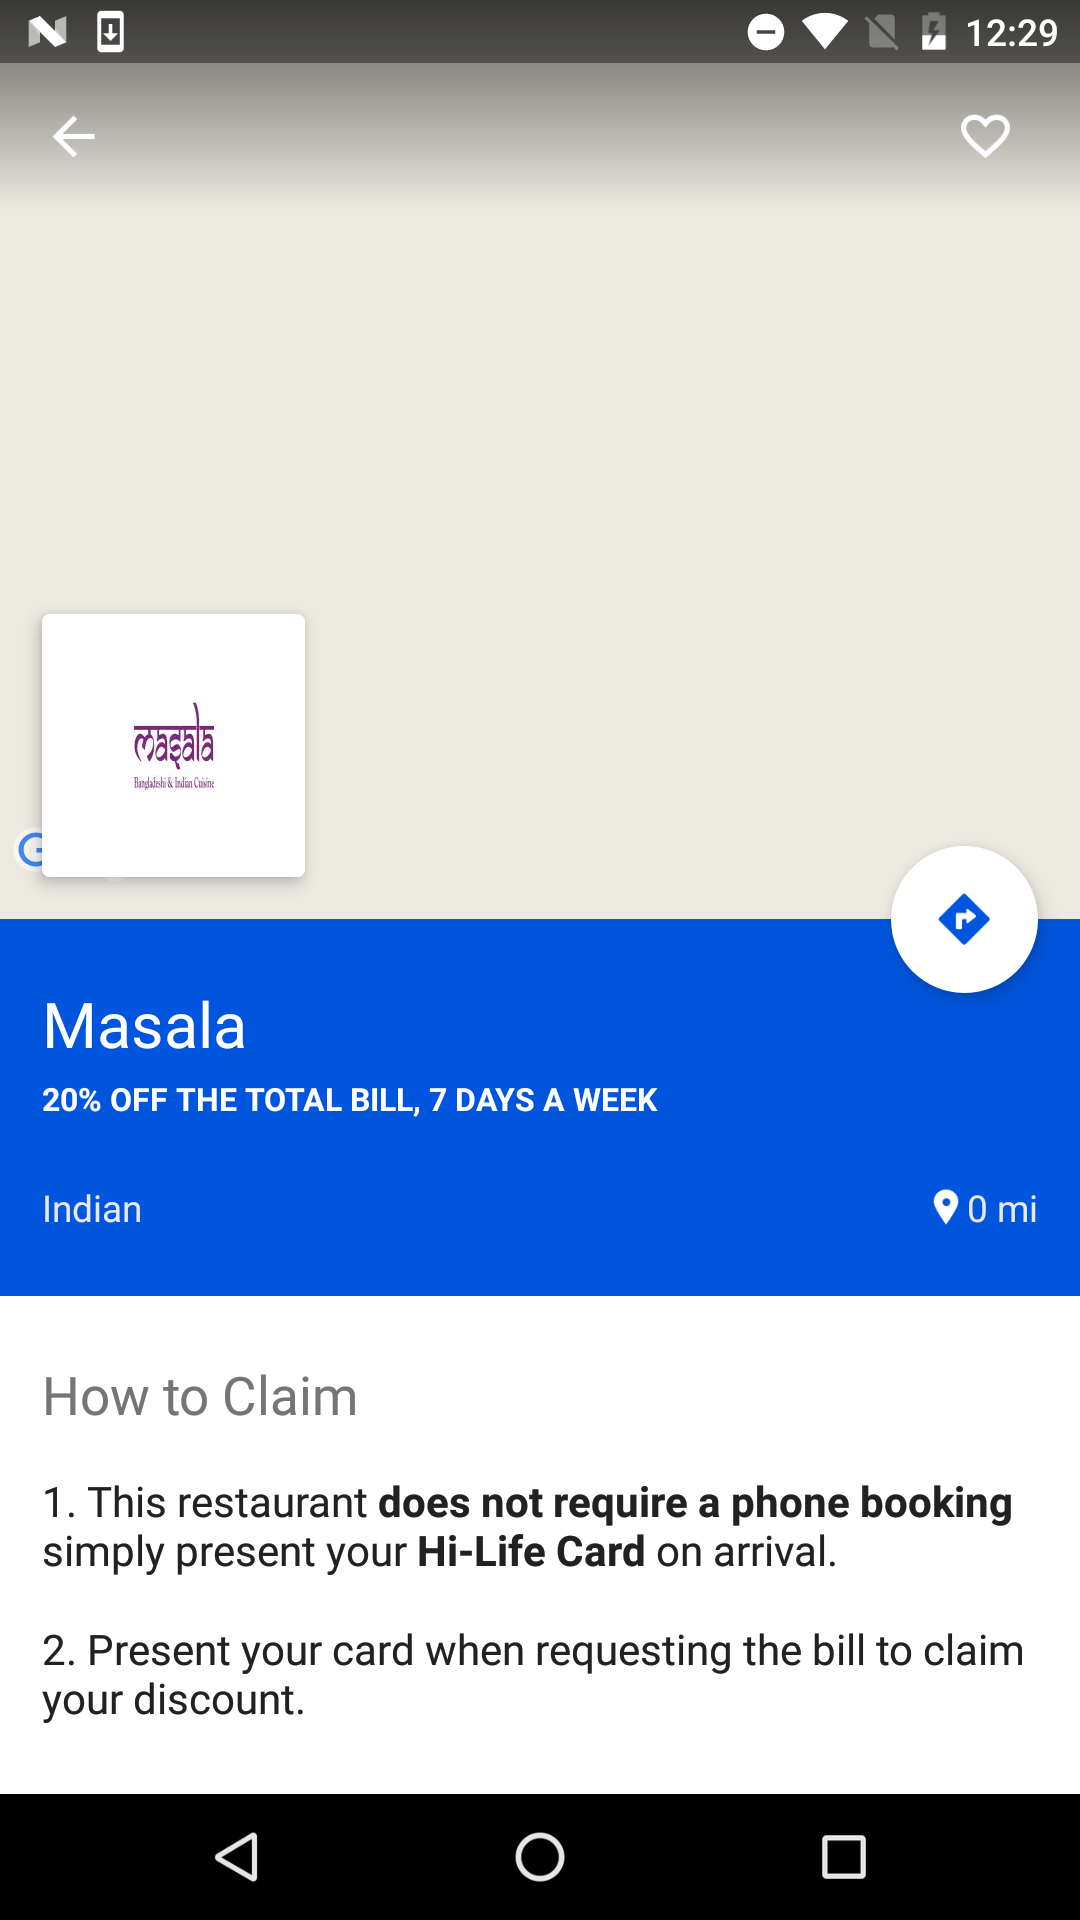 12:29
masala
Bangladeshi & Indian Cuisine
G
Masala
20% OFF THE TOTAL BILL, 7 DAYS A WEEK
Indian
0 mi
How to Claim
1. This restaurant does not require a phone booking
simply present your Hi-Life Card on arrival.
2. Present your card when requesting the bill to claim
your discount.